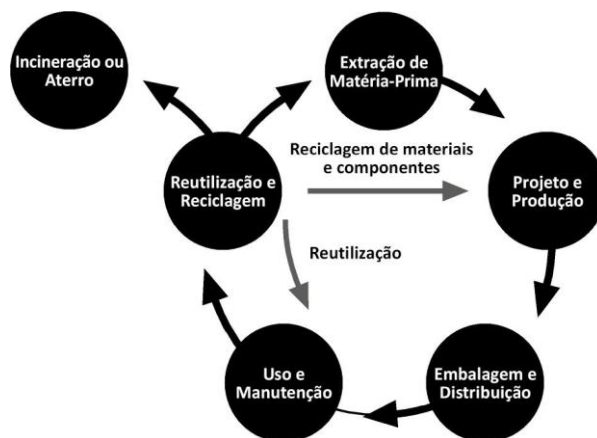 Incineração ou
Aterro
Extração de
Matéria-Prima
Reciclagem de materiais
e componentes
Reutilização e
Reciclagem
Projeto e
Produção
Reutilização
Uso e
Manutenção
Embalagem e
Distribuição